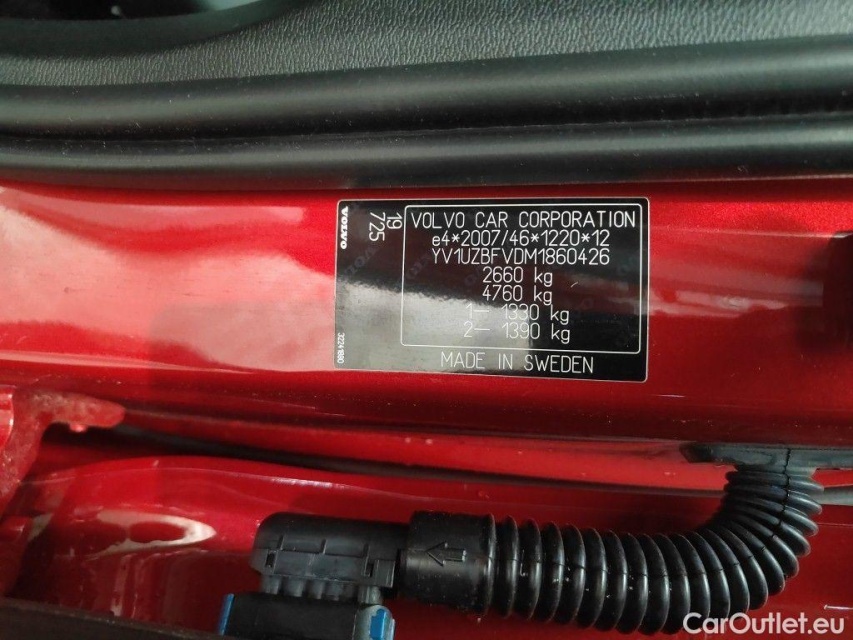 VOLVO
19
725
VOLVO CAR CORPORATION
e4*2007/46*1220*12
YV1UZBFVDM1860426
2660 kg
4760 kg
1- 1330 kg
2- 1390 kg
MADE IN SWEDEN
CarOutlet.eu